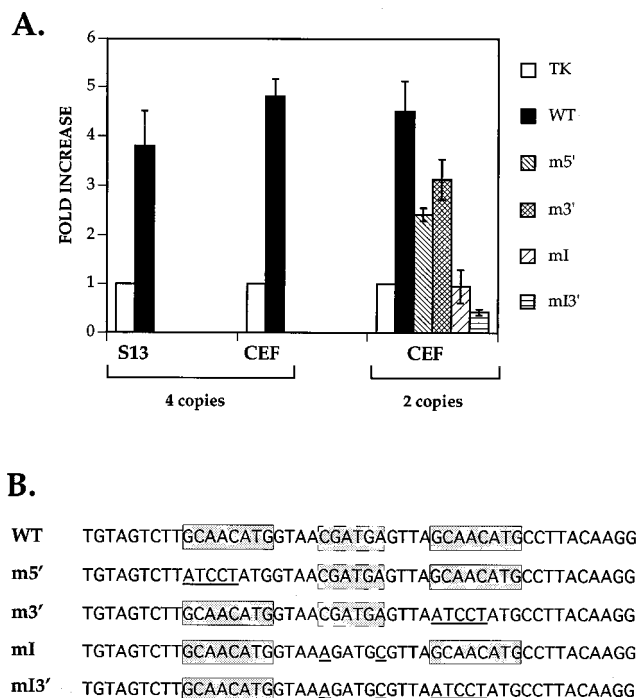 A.
FOLD INCREASE
6
5
4
3
2
1
0
S13 CEF CEF
4 copies 2 copies
TK
WT
m5'
m3'
mI
mI3'
B.
WT TGTAGTCTTGCAACATGGTAACGATGAGTTAGCAACATGCCTTACAAGG
m5' TGTAGTCTTATCCTATGGTAACGATGAGTTAGCAACATGCCTTACAAGG
m3' TGTAGTCTTGCAACATGGTAACGATGAGTTAATCCTATGCCTTACAAGG
mI TGTAGTCTTGCAACATGGTAAAGATGCGTTAGCAACATGCCTTACAAGG
mI3' TGTAGTCTTGCAACATGGTAAAGATGCGTTAATCCTATGCCTTACAAGG